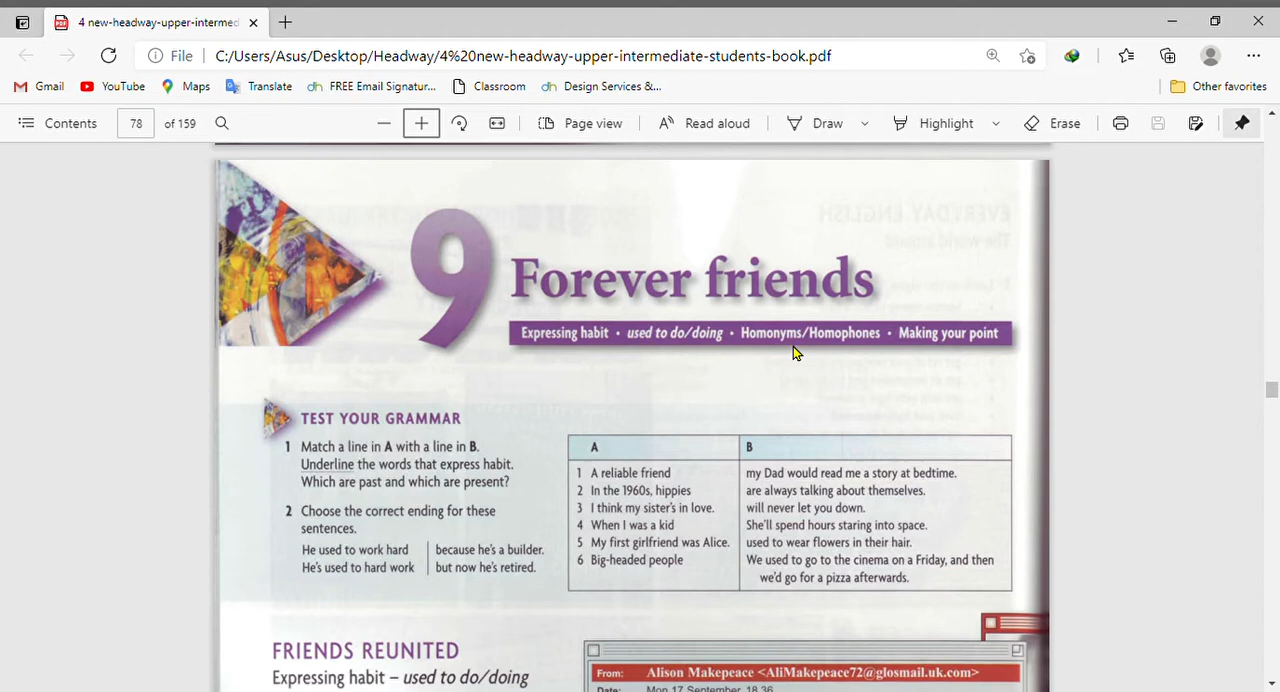 4 new-headway-upper-intermed
File C:/Users/Asus/Desktop/Headway/4%20new-headway-upper-intermediate-students-book.pdf
Gmail YouTube Maps Translate FREE Email Signatur... Classroom Design Services &... Other favorites
Contents 78 of 159 Page view Read aloud Draw Highlight Erase
9
Forever friends
Expressing habit • used to do/doing • Homonyms/Homophones • Making your point
TEST YOUR GRAMMAR
1 Match a line in A with a line in B.
Underline the words that express habit.
Which are past and which are present?
2 Choose the correct ending for these
sentences.
He used to work hard because he's a builder.
He's used to hard work but now he's retired.
A B
1 A reliable friend my Dad would read me a story at bedtime.
2 In the 1960s, hippies are always talking about themselves.
3 I think my sister's in love. will never let you down.
4 When I was a kid She'll spend hours staring into space.
5 My first girlfriend was Alice. used to wear flowers in their hair.
6 Big-headed people We used to go to the cinema on a Friday, and then
we'd go for a pizza afterwards.
FRIENDS REUNITED
Expressing habit – used to do/doing
From: Alison Makepeace <AliMakepeace72@glosmail.uk.com>
Date: Mon 17 September, 18.36